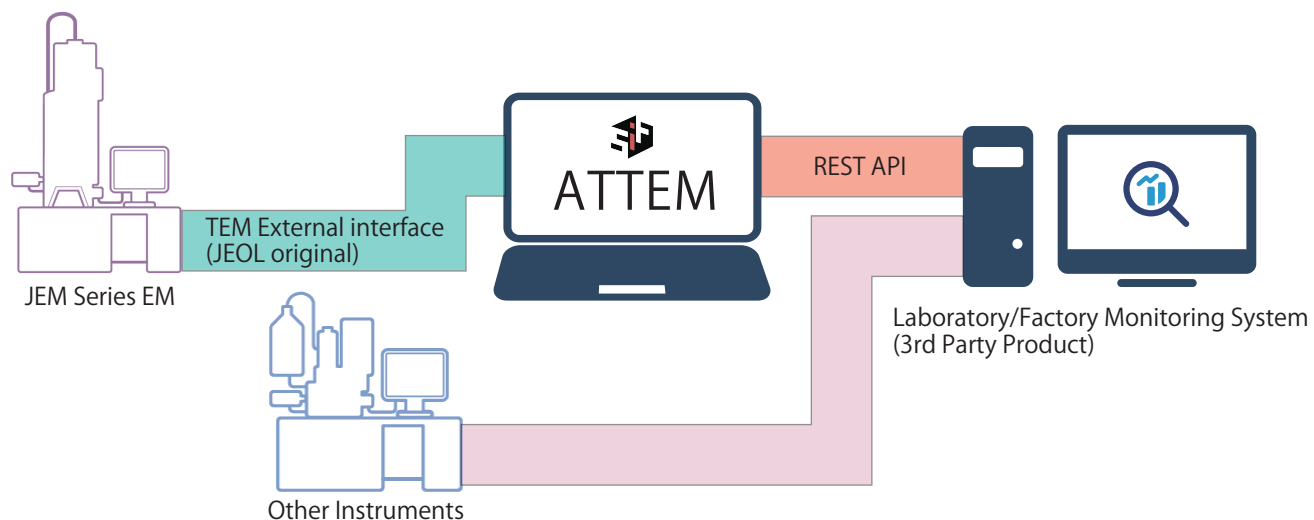 ATTEM
REST API
TEM External interface
(JEOL original)
JEM Series EM
Laboratory/Factory Monitoring System
(3rd Party Product)
Other Instruments